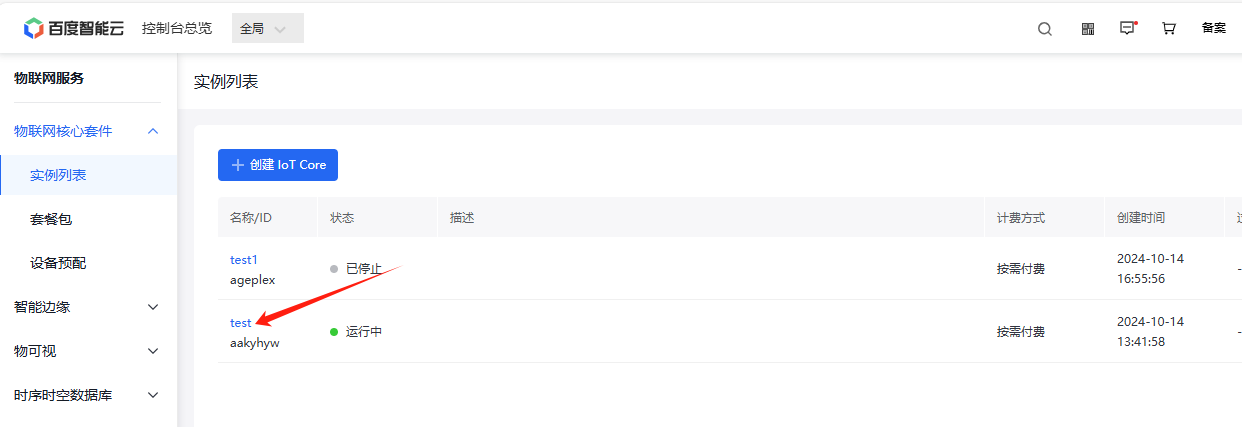 百度智能云 控制台总览 全局 备案
物联网服务
实例列表
物联网核心套件
实例列表
套餐包
设备预配
智能边缘
物可视
时序时空数据库
创建 IoT Core
名称/ID 状态 描述 计费方式 创建时间
test1 已停止 按需付费 2024-10-14
ageplex 16:55:56 -
test 运行中 按需付费 2024-10-14
aakyhyw 13:41:58 -